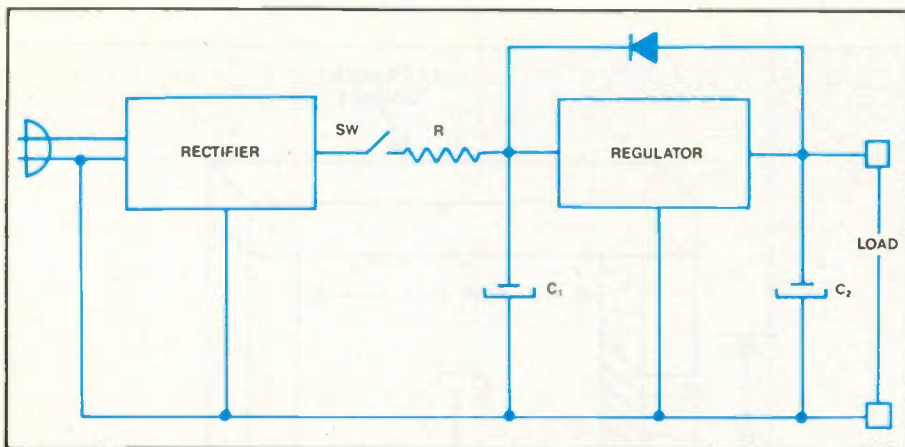 RECTIFIER
SW
R
REGULATOR
LOAD
C₁
C₂